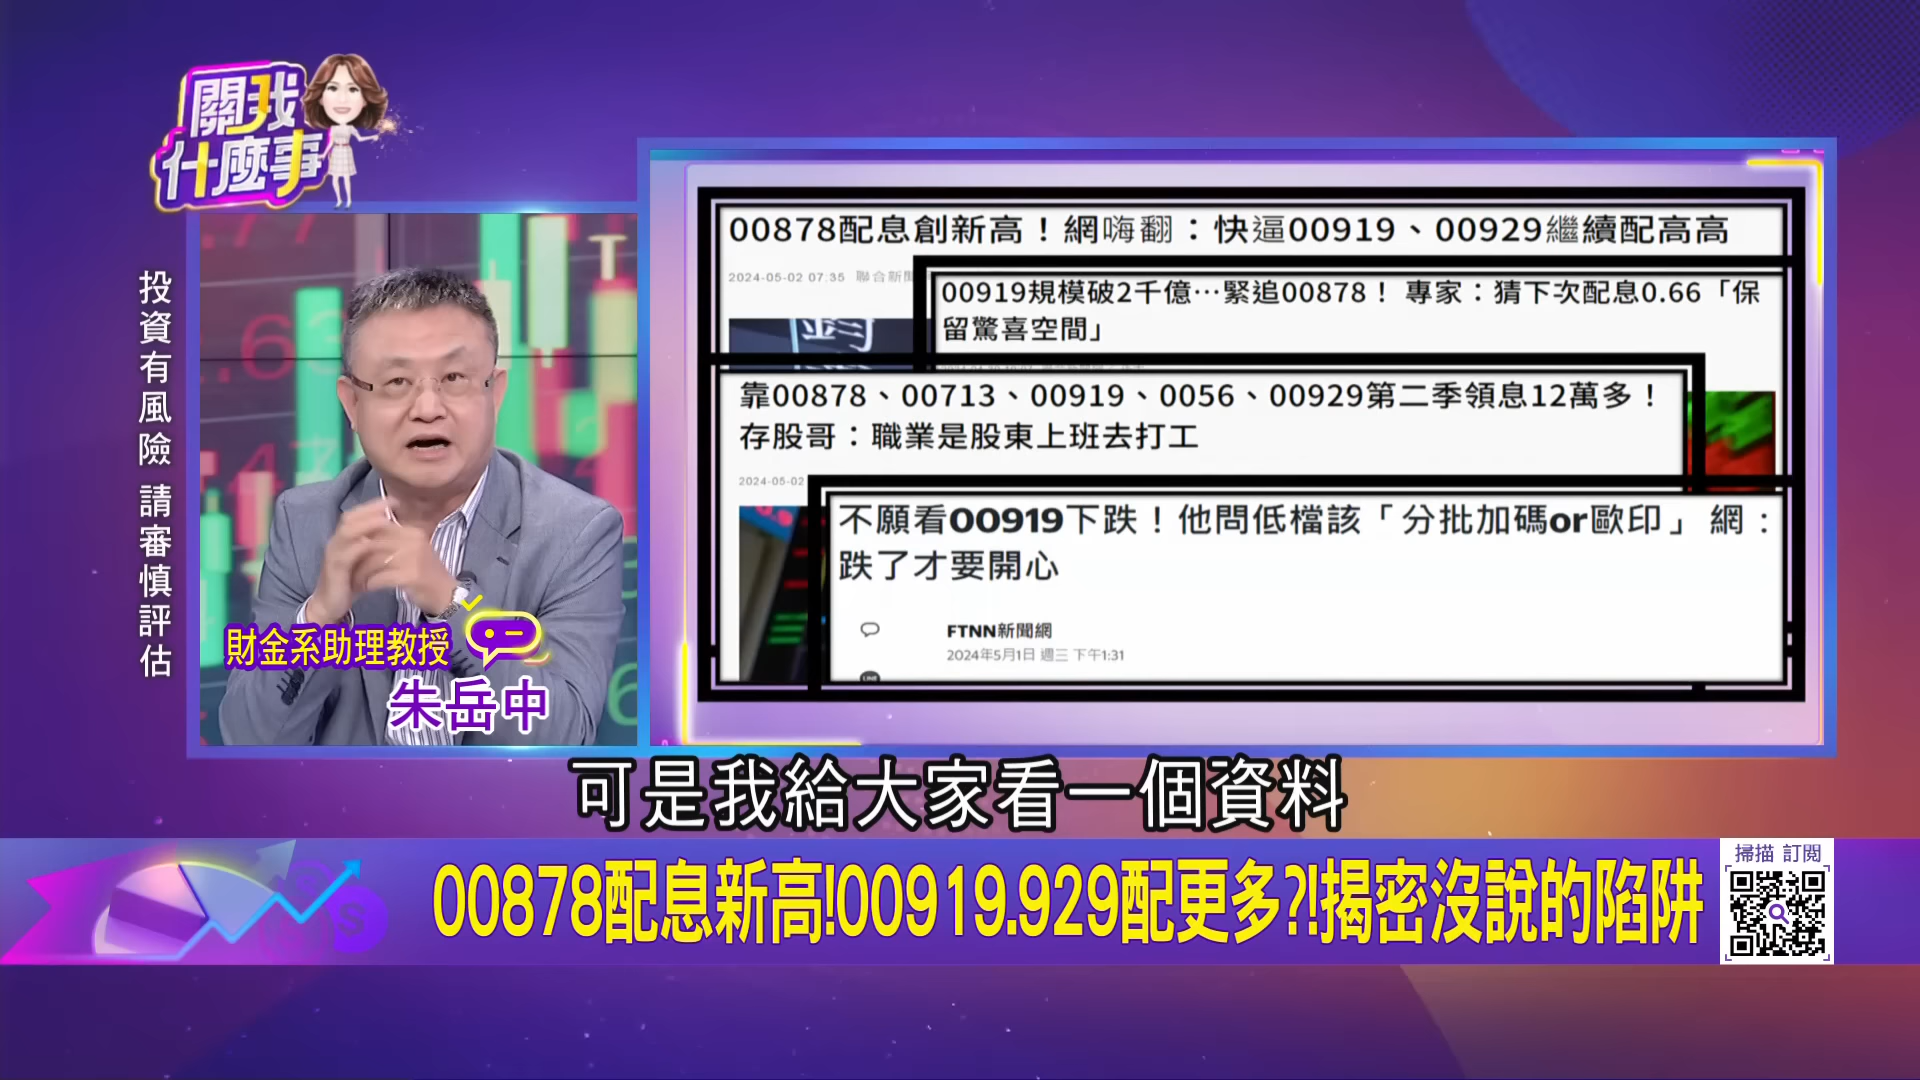 關我
什麼事
投資有風險 請審慎評估
00878配息創新高！網嗨翻：快逼00919、00929繼續配高高
2024-05-02 07:35 聯合新聞
00919規模破2千億…緊追00878！ 專家：猜下次配息0.66「保
留驚喜空間」
靠00878、00713、00919、0056、00929第二季領息12萬多！
存股哥：職業是股東上班去打工
2024-05-02
不願看00919下跌！他問低檔該「分批加碼or歐印」 網：
跌了才要開心
FTNN新聞網
2024年5月1日 週三 下午1:31
LINE
財金系助理教授
朱岳中
可是我給大家看一個資料
00878配息新高!00919.929配更多?!揭密沒說的陷阱
掃描 訂閱